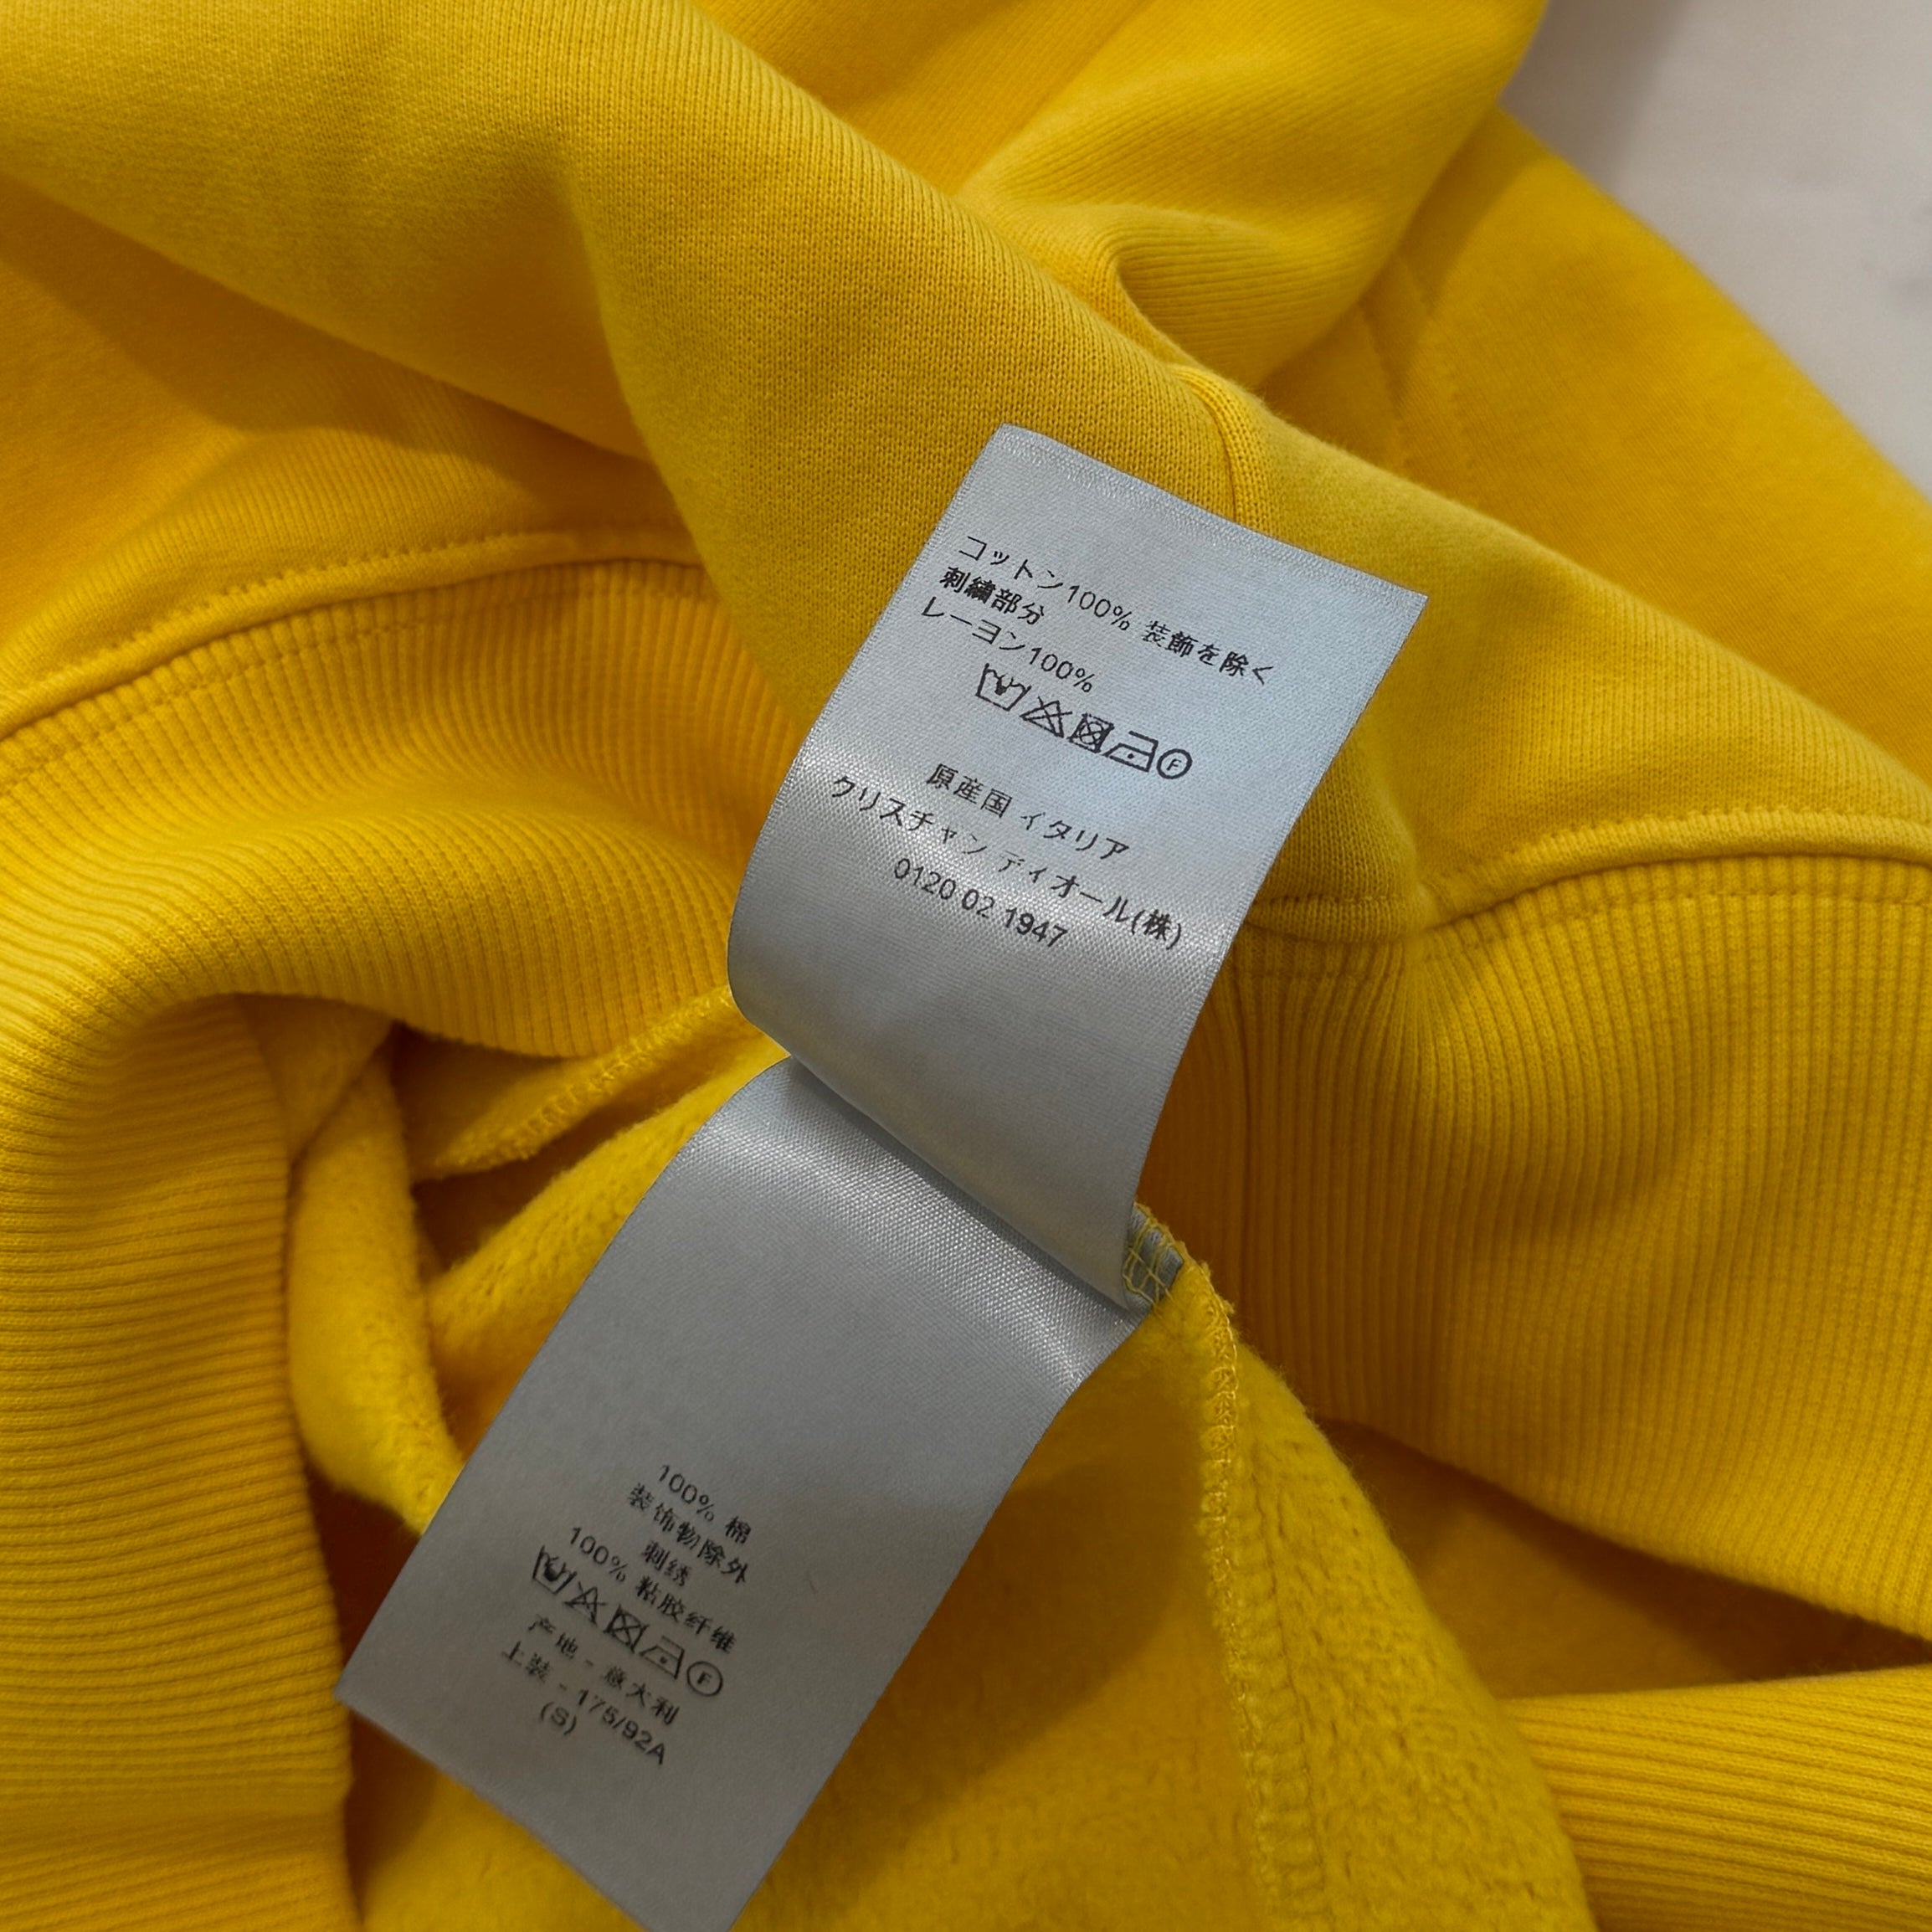 コットン100% 装飾を除く
刺繍部分
レーヨン100%
F
原産国 イタリア
クリスチャン ディオール(株)
0120 02 1947
100% 棉
装饰物除外
刺绣
100% 粘胶纤维
F
产地 - 意大利
上装 - 175/92A
(S)